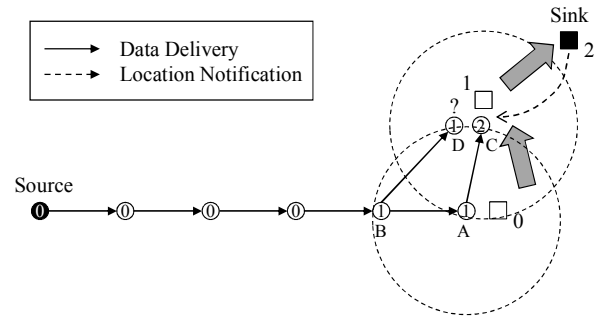 Data Delivery
Location Notification
Sink
2
1
?
1 2
D C
Source
0 0 0 0 1 1 0
B A